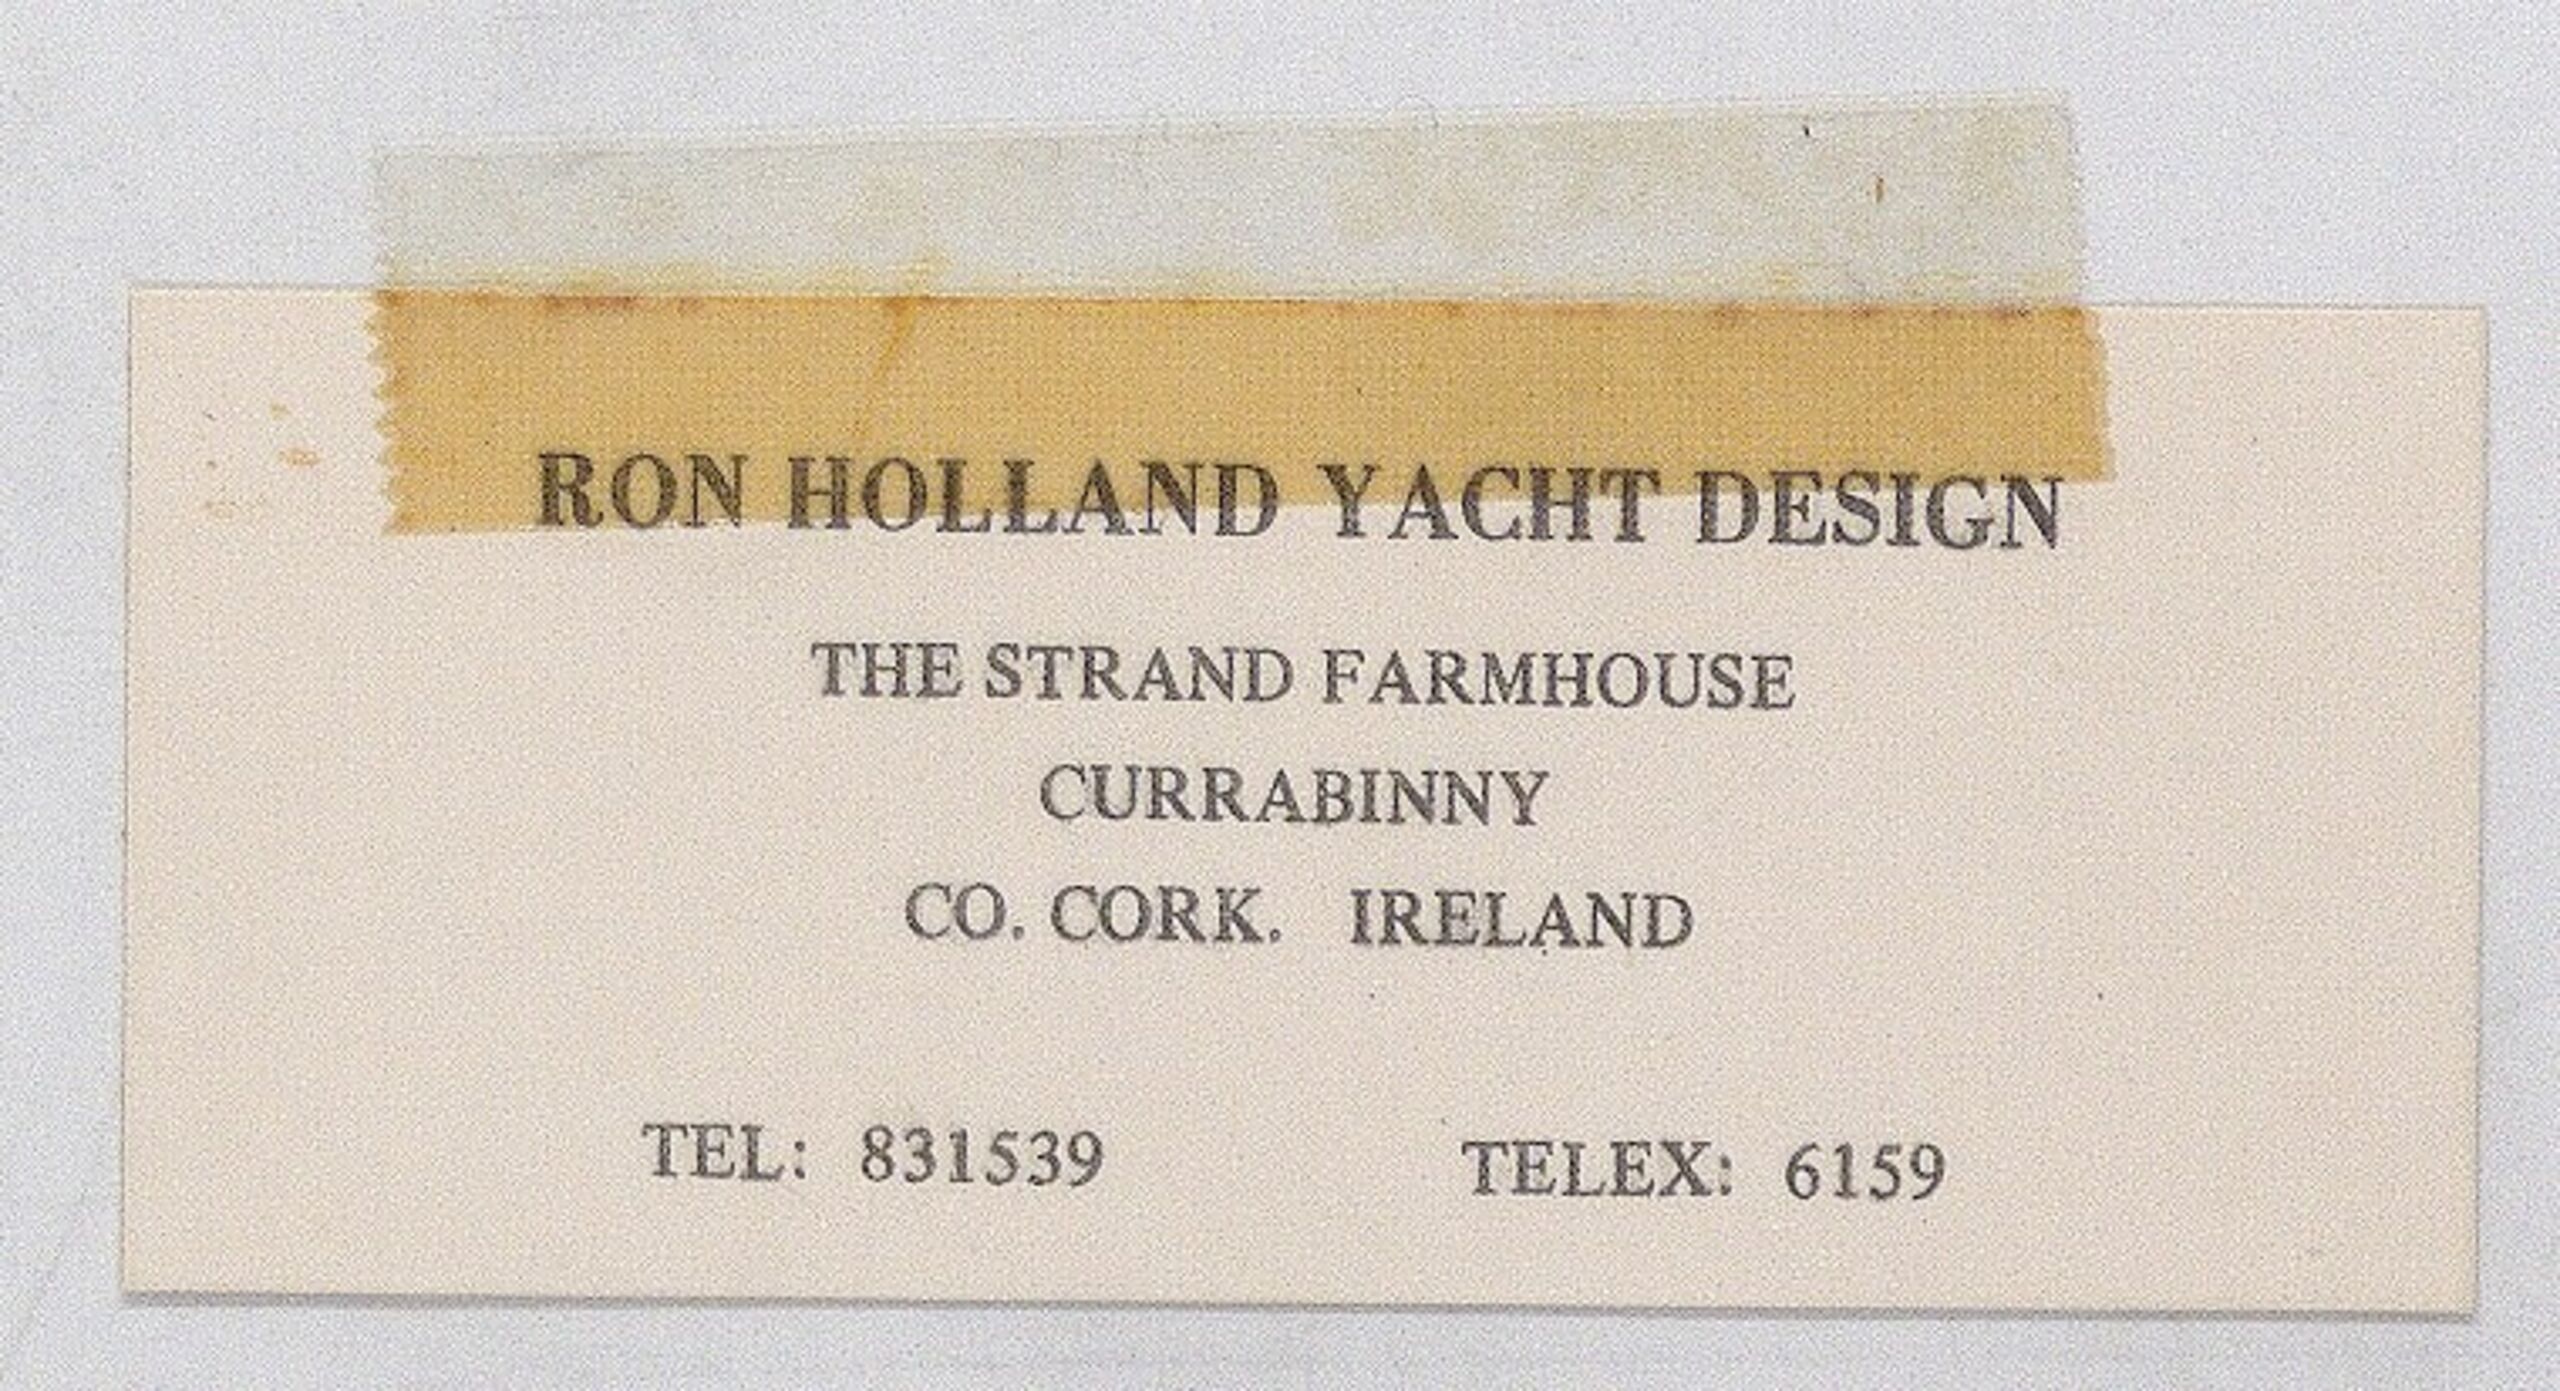 RON HOLLAND YACHT DESIGN
THE STRAND FARMHOUSE
CURRABINNY
CO. CORK. IRELAND
TEL: 831539 TELEX: 6159